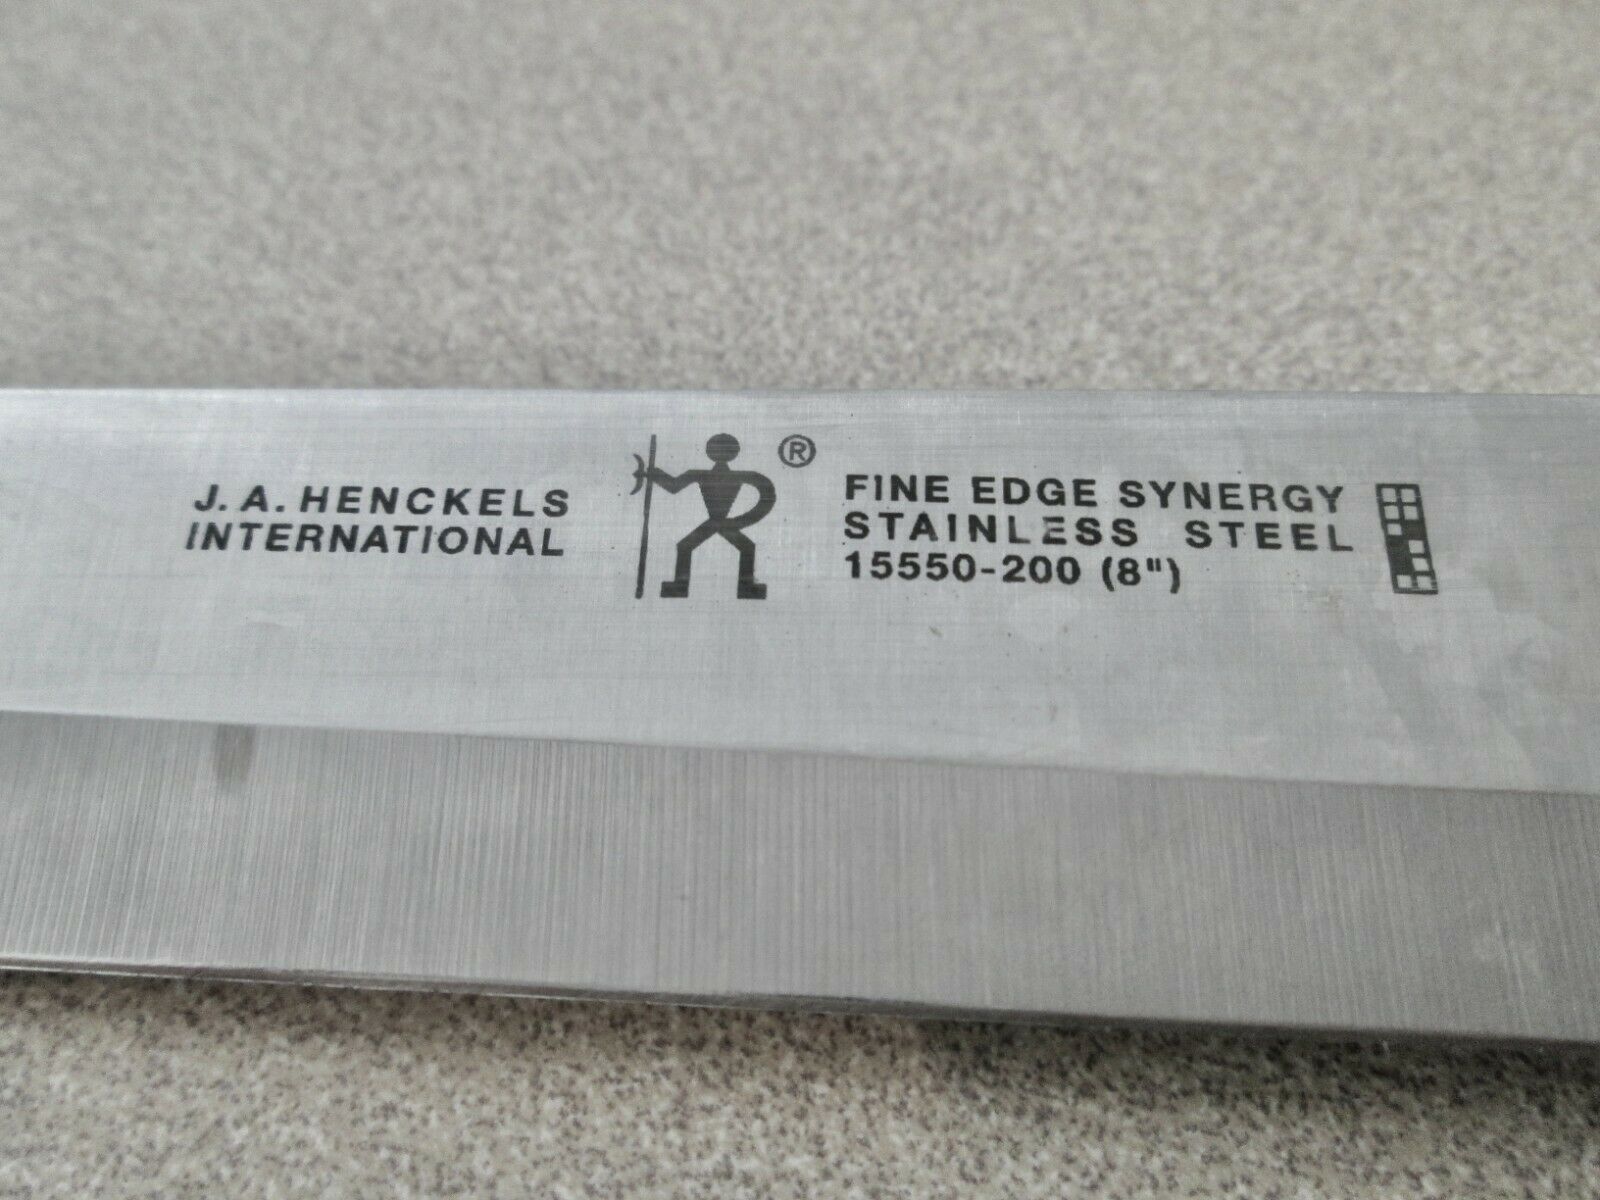 J. A. HENCKELS
INTERNATIONAL
®
FINE EDGE SYNERGY
STAINLESS STEEL
15550-200 (8")